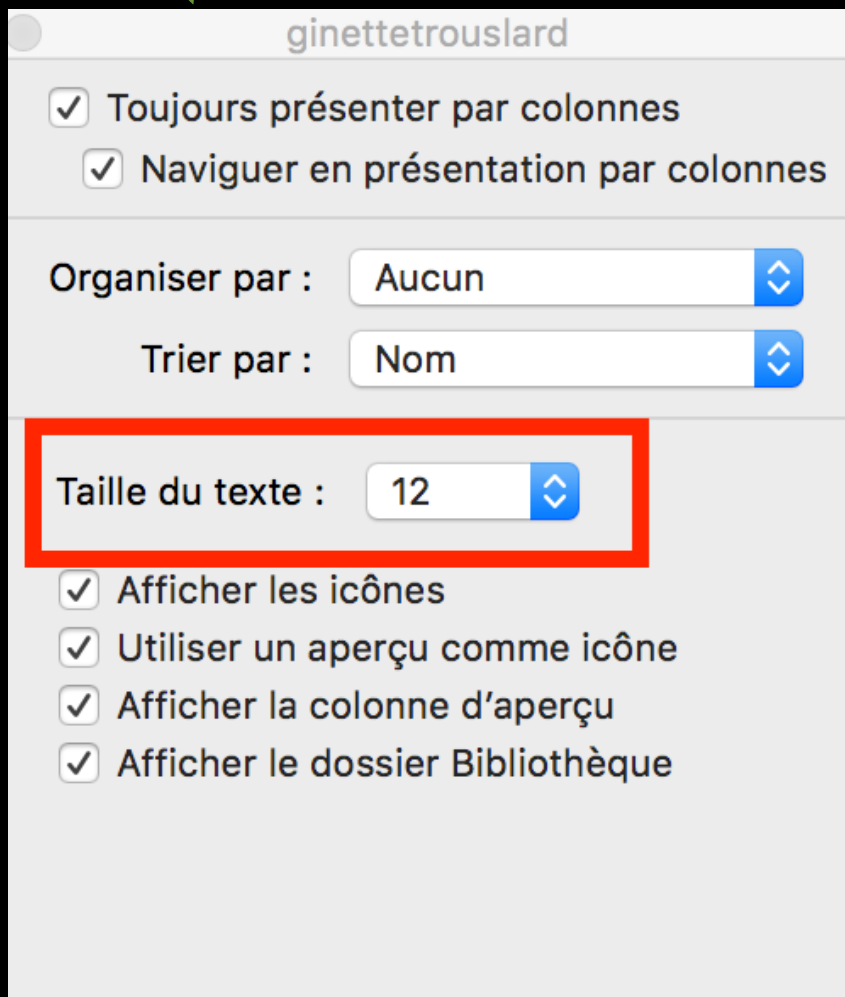 ginettetrouslard
Toujours présenter par colonnes
Naviguer en présentation par colonnes
Organiser par : Aucun
Trier par : Nom
Taille du texte : 12
Afficher les icônes
Utiliser un aperçu comme icône
Afficher la colonne d’aperçu
Afficher le dossier Bibliothèque